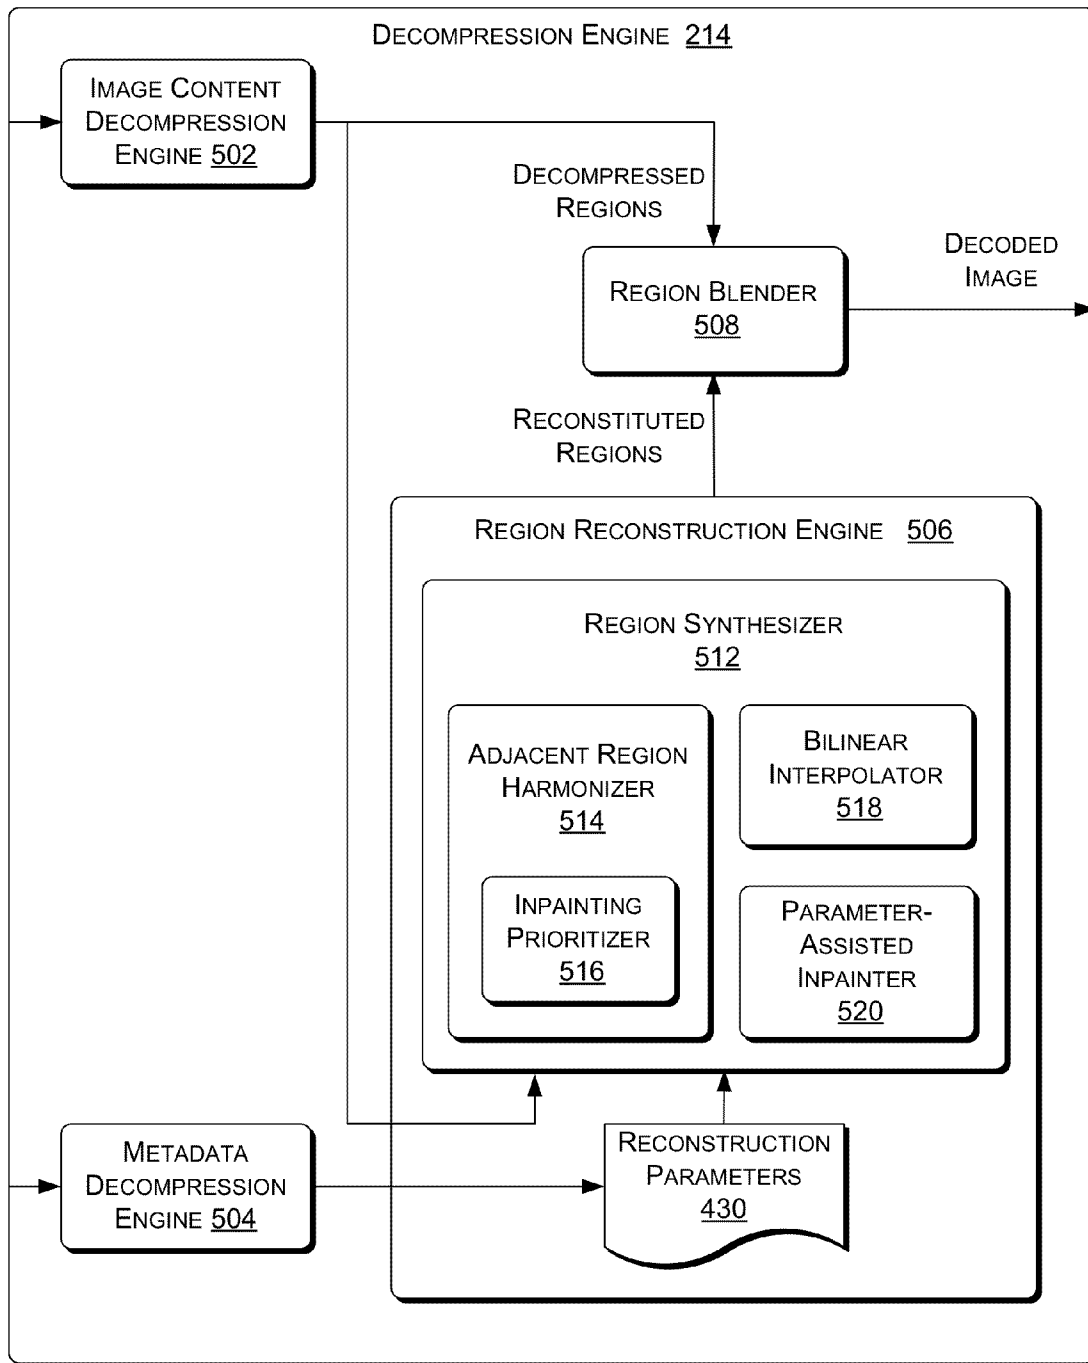 DECOMPRESSION ENGINE 214
IMAGE CONTENT
DECOMPRESSION
ENGINE 502
DECOMPRESSED
REGIONS
DECODED
IMAGE
REGION BLENDER
508
RECONSTITUTED
REGIONS
REGION RECONSTRUCTION ENGINE 506
REGION SYNTHESIZER
512
ADJACENT REGION
HARMONIZER
514
BILINEAR
INTERPOLATOR
518
INPAINTING
PRIORITIZER
516
PARAMETER-
ASSISTED
INPAINTER
520
METADATA
DECOMPRESSION
ENGINE 504
RECONSTRUCTION
PARAMETERS
430